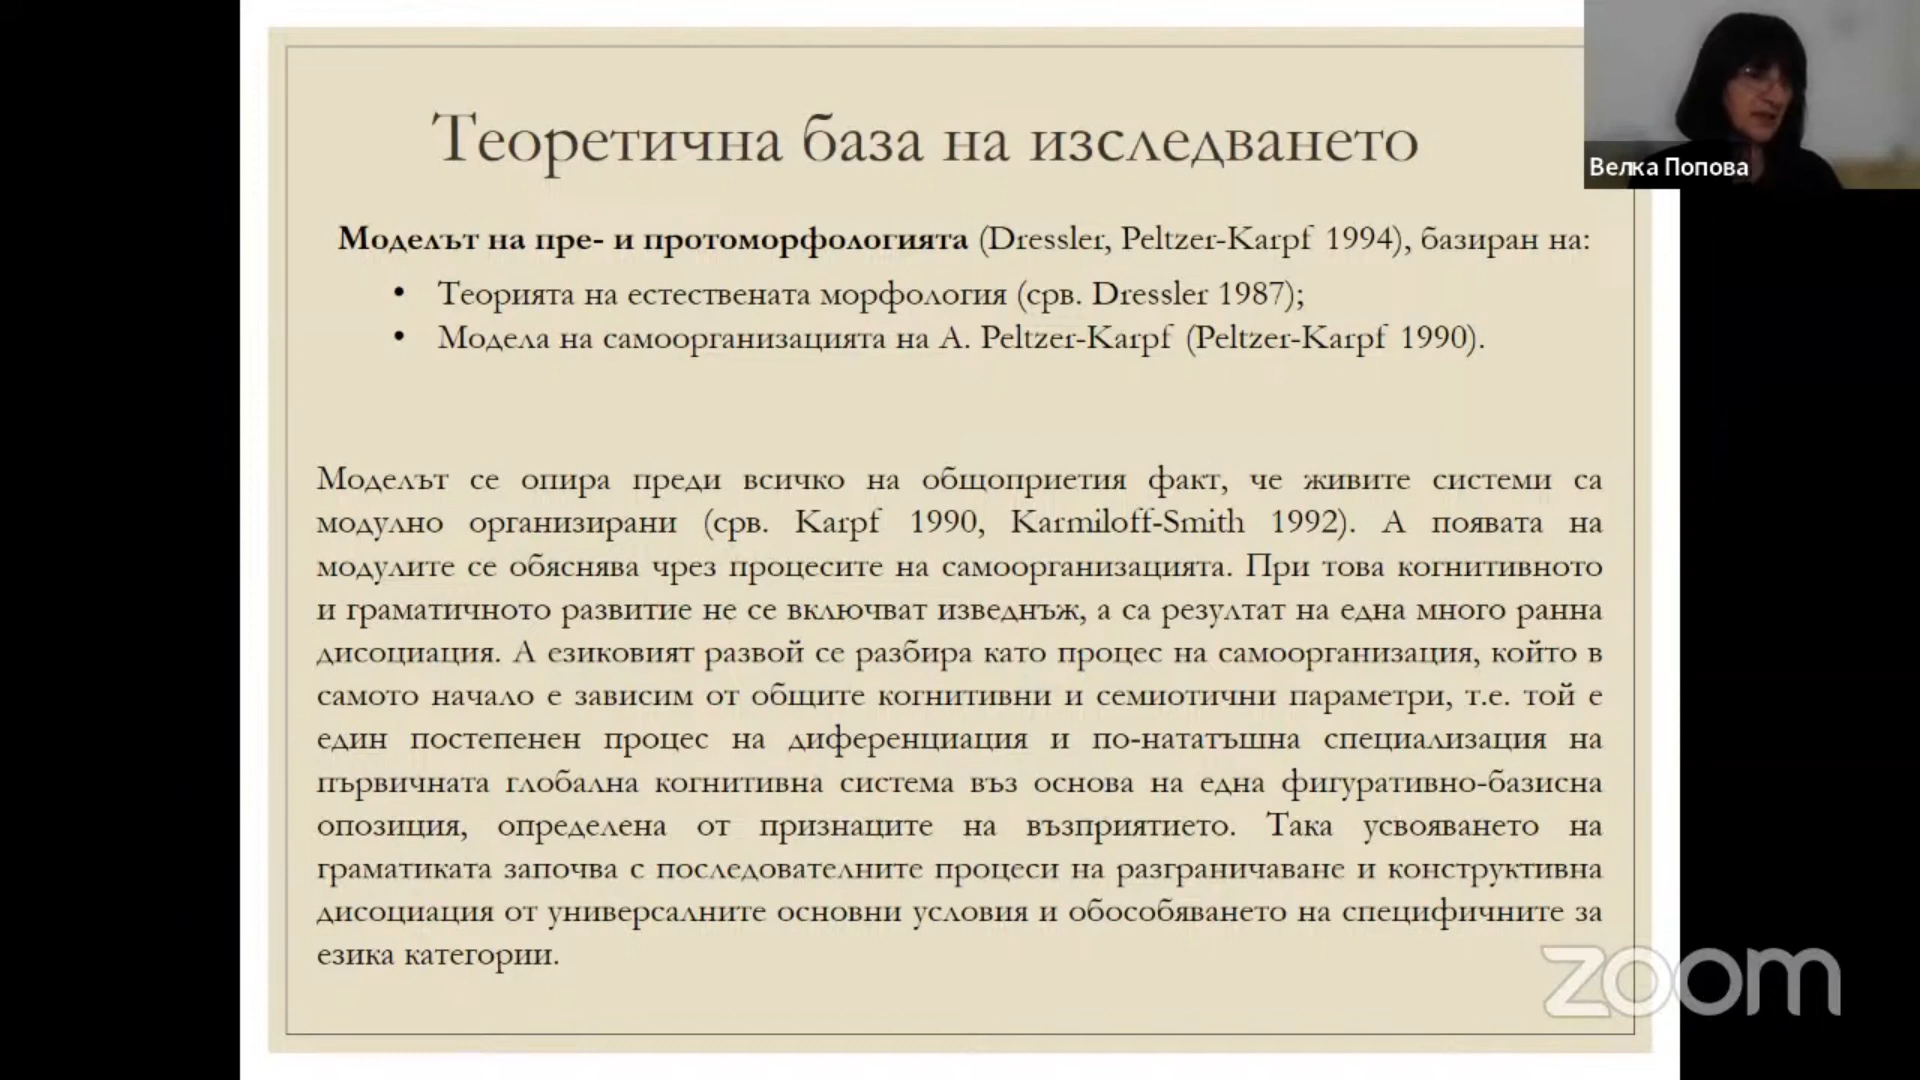 Теоретична база на изследването
Велка Попова
Моделът на пре- и протоморфологията (Dressler, Peltzer-Karpf 1994), базиран на:
• Теорията на естествената морфология (срв. Dressler 1987);
• Модела на самоорганизацията на A. Peltzer-Karpf (Peltzer-Karpf 1990).
Моделът се опира преди всичко на общоприетия факт, че живите системи са
модулно организирани (срв. Karpf 1990, Karmiloff-Smith 1992). А появата на
модулите се обяснява чрез процесите на самоорганизацията. При това когнитивното
и граматичното развитие не се включват изведнъж, а са резултат на една много ранна
дисоциация. А езиковият развой се разбира като процес на самоорганизация, който в
самото начало е зависим от общите когнитивни и семиотични параметри, т.е. той е
един постепенен процес на диференциация и по-нататъшна специализация на
първичната глобална когнитивна система въз основа на една фигуративно-базисна
опозиция, определена от признаците на възприятието. Така усвояването на
граматиката започва с последователните процеси на разграничаване и конструктивна
дисоциация от универсалните основни условия и обособяването на специфичните за
езика категории.
zoom